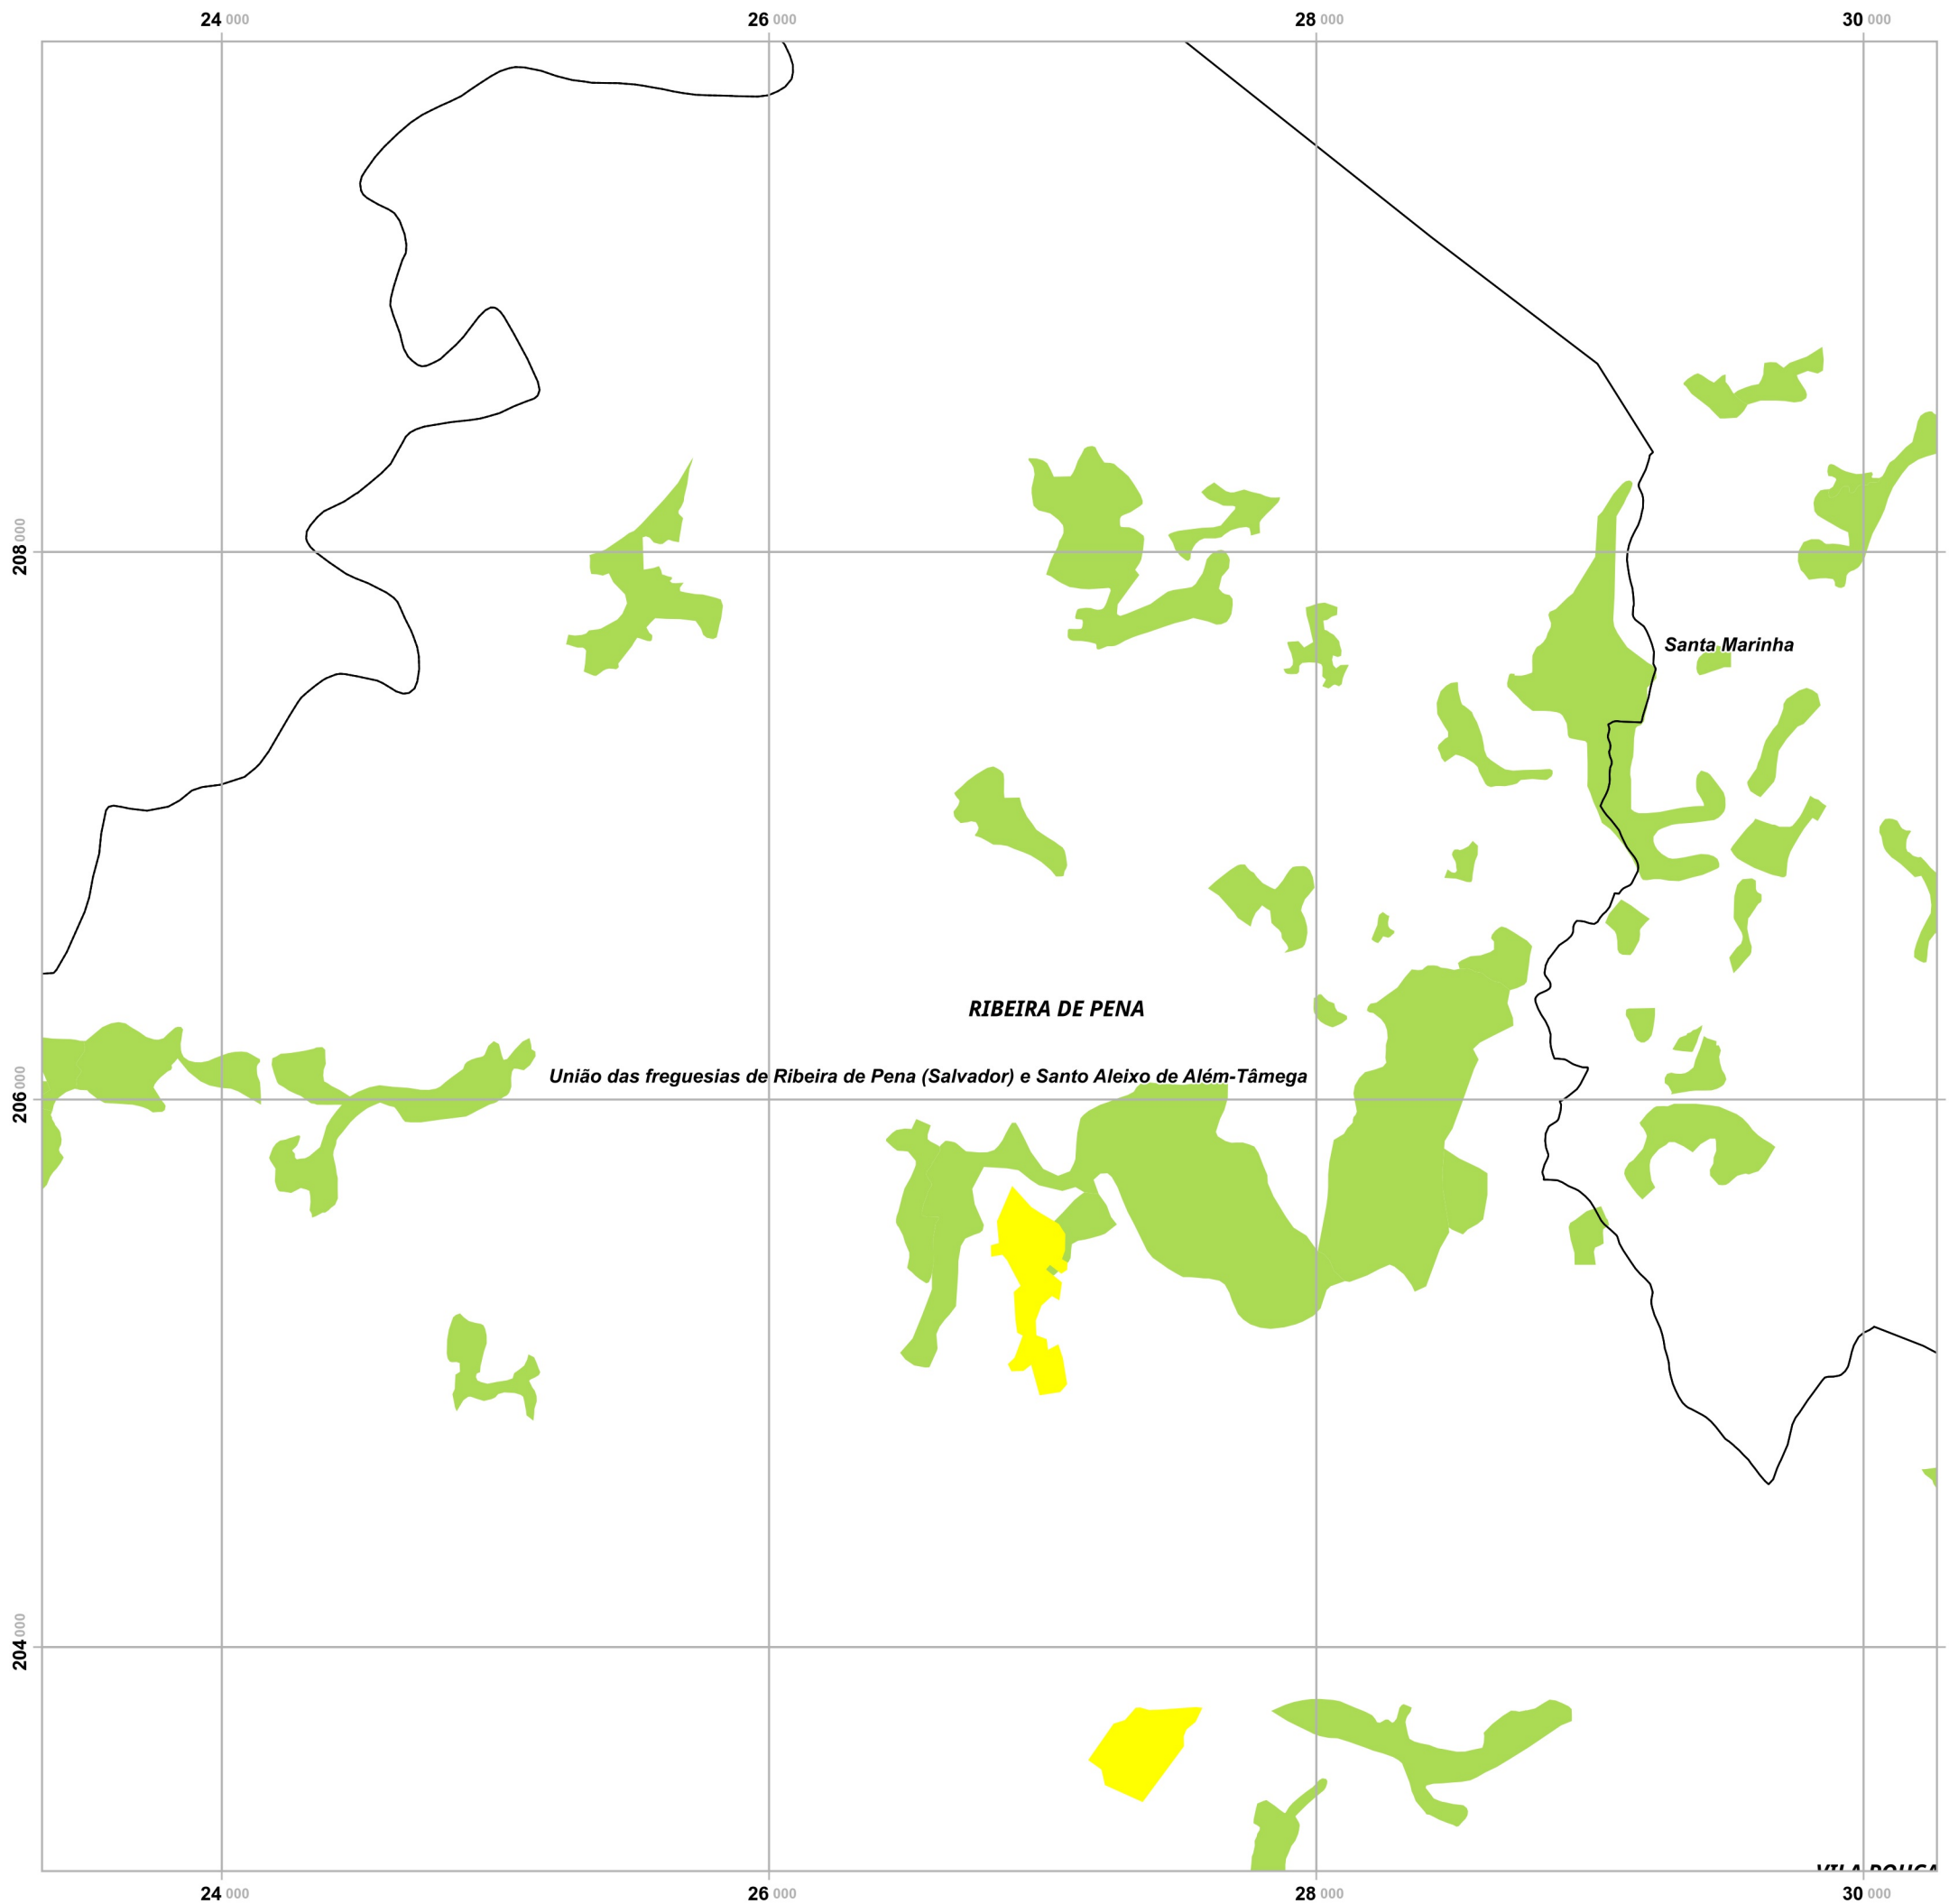 24 000 26 000 28 000 30 000
208 000
Santa Marinha
RIBEIRA DE PENA
União das freguesias de Ribeira de Pena (Salvador) e Santo Aleixo de Além-Tâmega
206 000
204 000
24 000 26 000 28 000 30 000